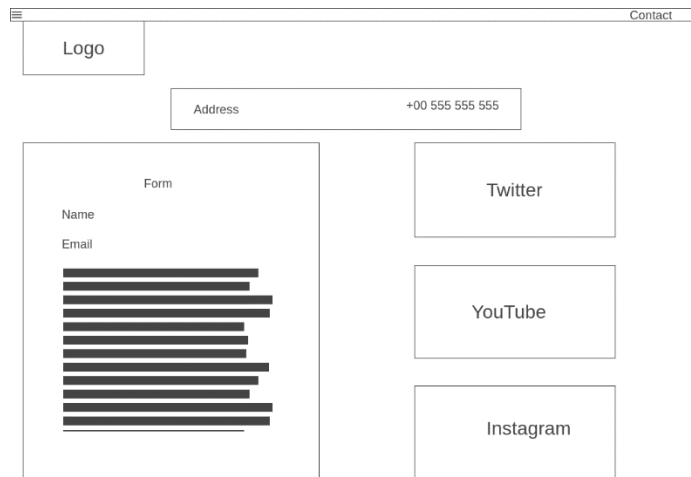 Contact
Logo
Address
+00 555 555 555
Form
Name
Email
Twitter
YouTube
Instagram